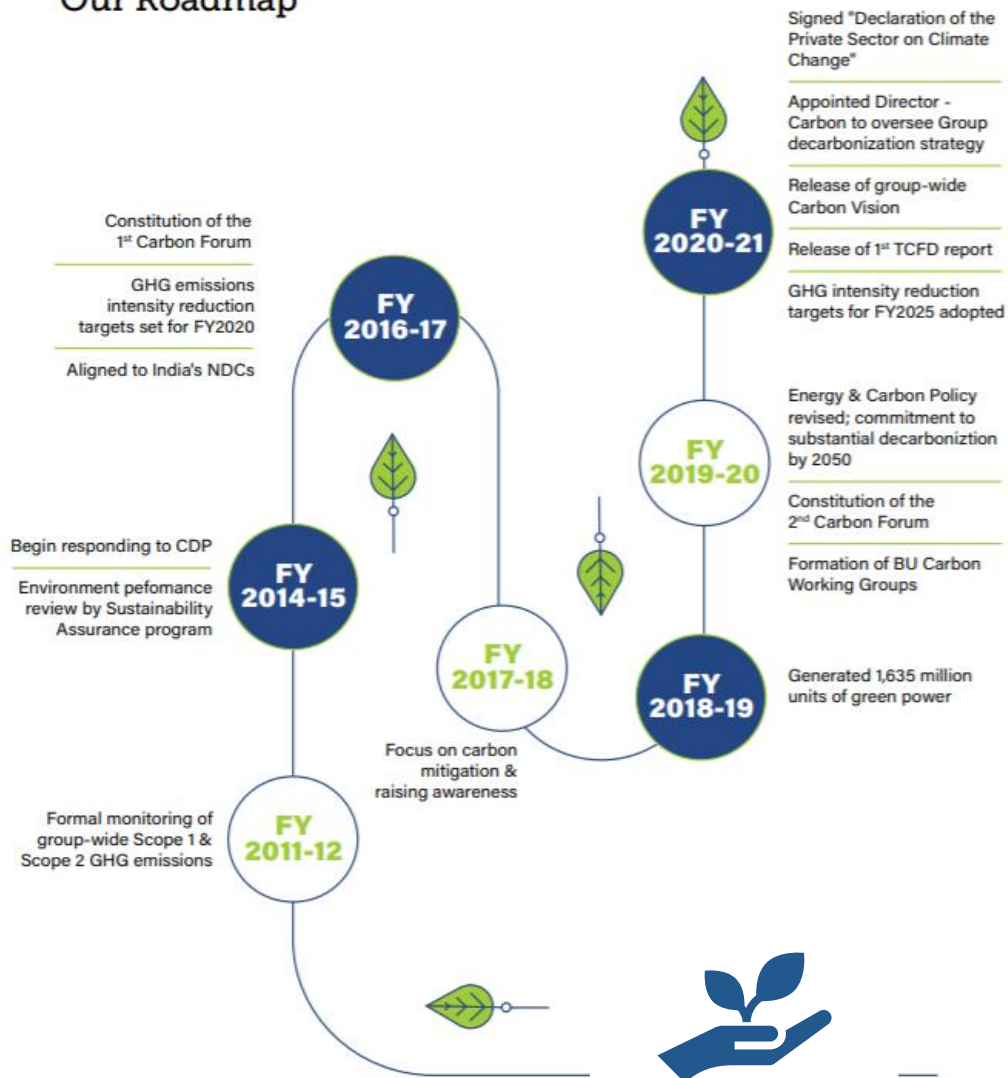 Our Roadmap
Signed "Declaration of the
Private Sector on Climate
Change"
Appointed Director -
Carbon to oversee Group
decarbonization strategy
Release of group-wide
Carbon Vision
Release of 1st TCFD report
GHG intensity reduction
targets for FY2025 adopted
FY
2020-21
Constitution of the
1st Carbon Forum
GHG emissions
intensity reduction
targets set for FY2020
Aligned to India's NDCs
FY
2016-17
Energy & Carbon Policy
revised; commitment to
substantial decarboniztion
by 2050
Constitution of the
2nd Carbon Forum
Formation of BU Carbon
Working Groups
FY
2019-20
Begin responding to CDP
Environment pefomance
review by Sustainability
Assurance program
FY
2014-15
FY
2017-18
Focus on carbon
mitigation &
raising awareness
FY
2018-19
Generated 1,635 million
units of green power
Formal monitoring of
group-wide Scope 1 &
Scope 2 GHG emissions
FY
2011-12